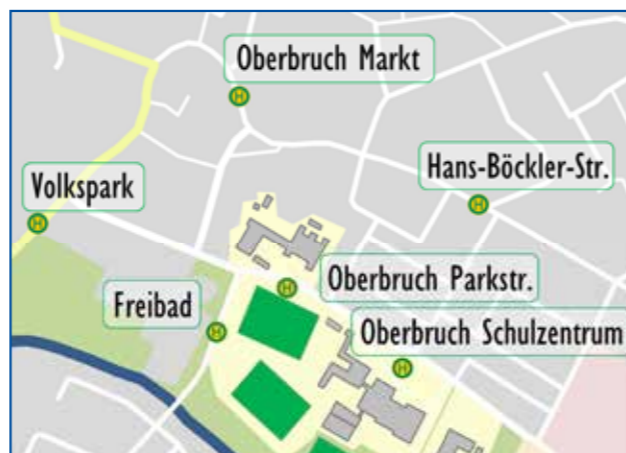 Oberbruch Markt
H
Hans-Böckler-Str.
H
Volkspark
H
Oberbruch Parkstr.
H
Freibad
H
Oberbruch Schulzentrum
H